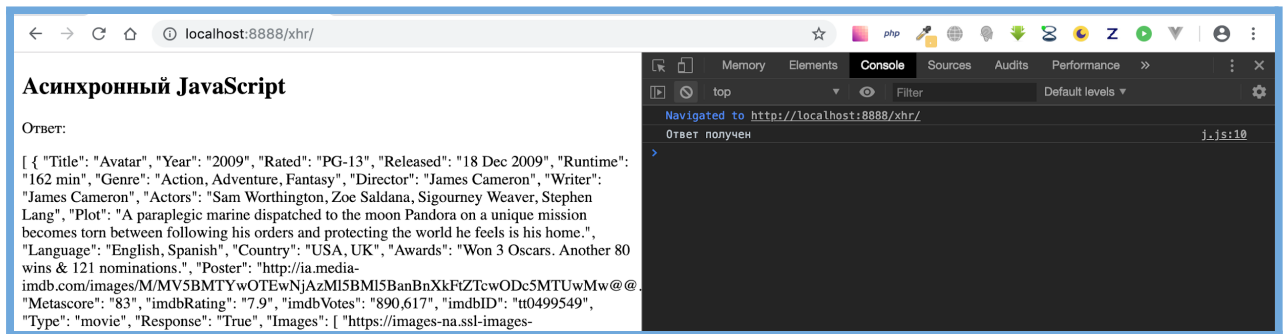 localhost:8888/xhr/
php
Z
Асинхронный JavaScript
Ответ:
[ { "Title": "Avatar", "Year": "2009", "Rated": "PG-13", "Released": "18 Dec 2009", "Runtime":
"162 min", "Genre": "Action, Adventure, Fantasy", "Director": "James Cameron", "Writer":
"James Cameron", "Actors": "Sam Worthington, Zoe Saldana, Sigourney Weaver, Stephen
Lang", "Plot": "A paraplegic marine dispatched to the moon Pandora on a unique mission
becomes torn between following his orders and protecting the world he feels is his home.",
"Language": "English, Spanish", "Country": "USA, UK", "Awards": "Won 3 Oscars. Another 80
wins & 121 nominations.", "Poster": "http://ia.media-
imdb.com/images/M/MV5BMTYwOTEwNjAzMl5BMl5BanBnXkFtZTcwODc5MTUwMw@@.
"Metascore": "83", "imdbRating": "7.9", "imdbVotes": "890,617", "imdbID": "tt0499549",
"Type": "movie", "Response": "True", "Images": [ "https://images-na.ssl-images-
Memory Elements Console Sources Audits Performance »
top Filter Default levels ▼
Navigated to http://localhost:8888/xhr/
Ответ получен j.js:10